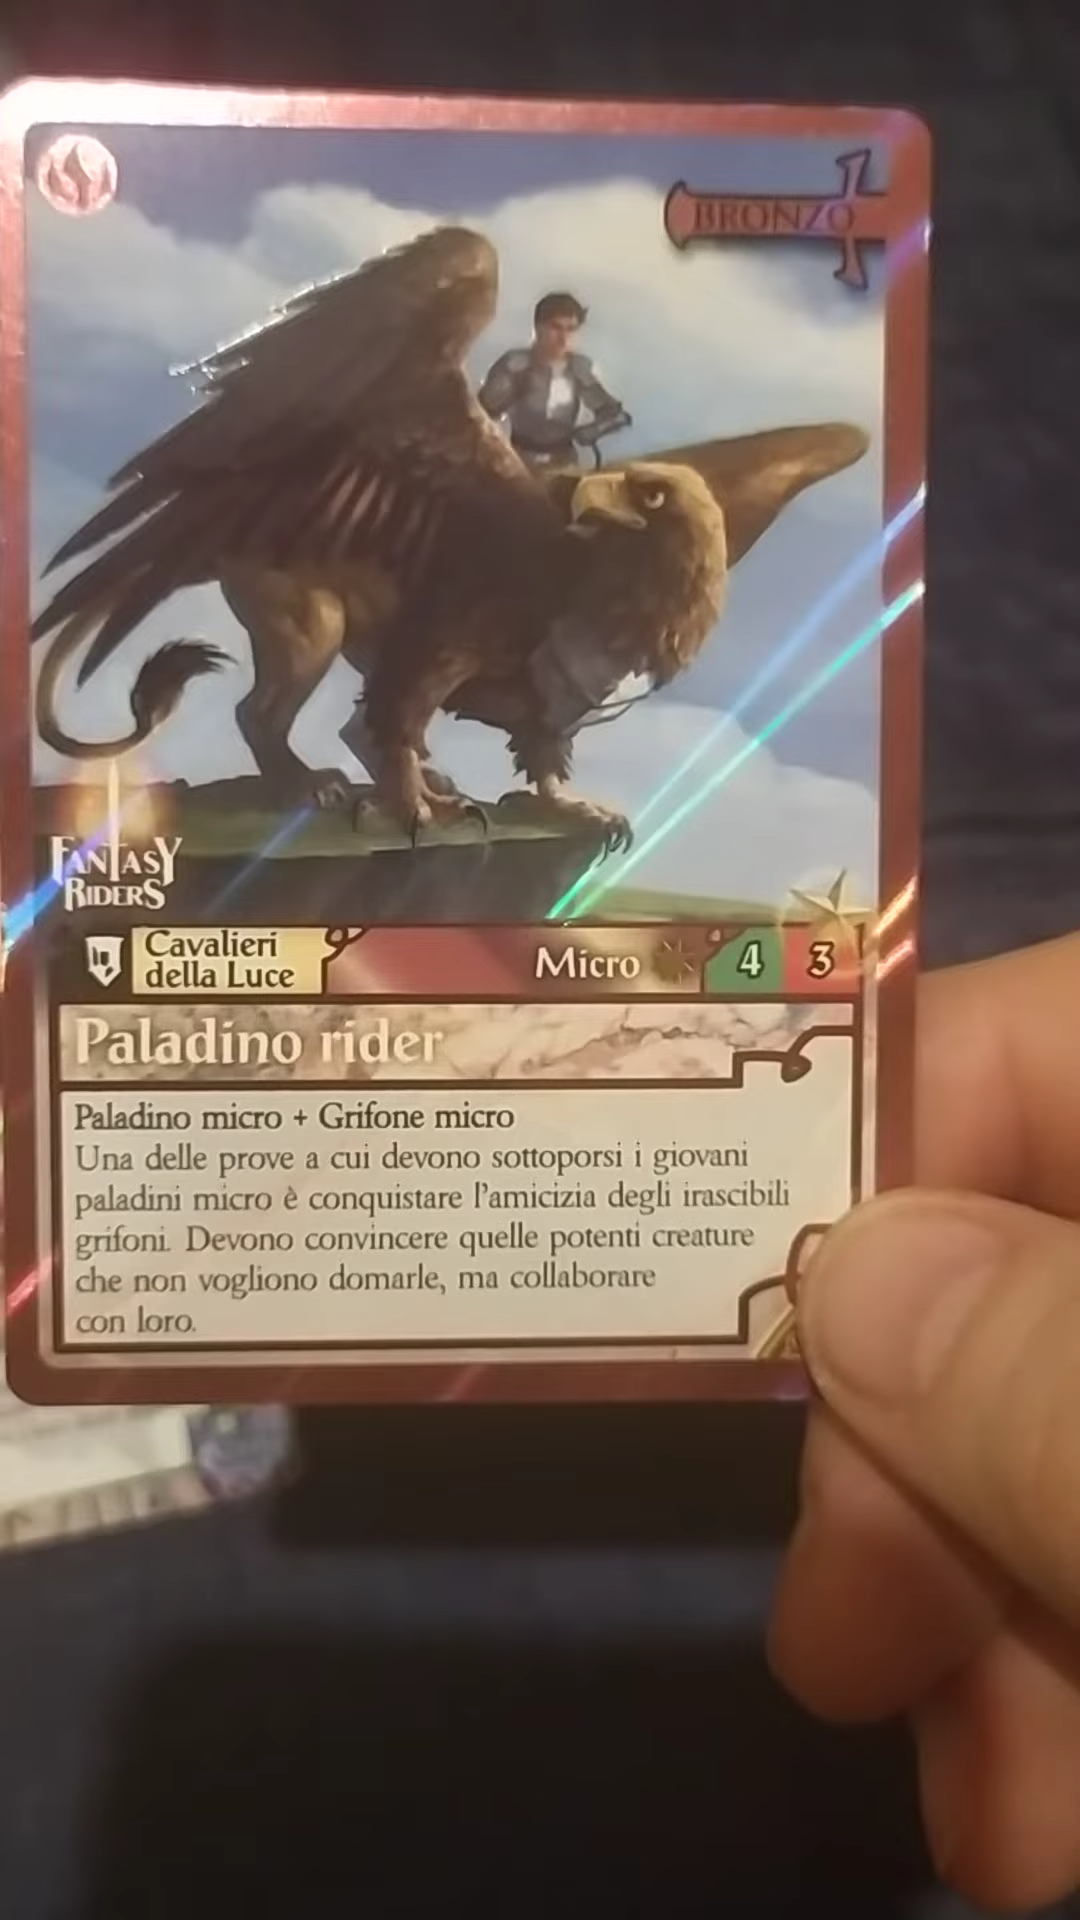 BRONZO
FANTASY
RIDERS
Cavalieri
della Luce
Micro
4
3
Paladino rider
Paladino micro + Grifone micro
Una delle prove a cui devono sottoporsi i giovani
paladini micro è conquistare l'amicizia degli irascibili
grifoni. Devono convincere quelle potenti creature
che non vogliono domarle, ma collaborare
con loro.